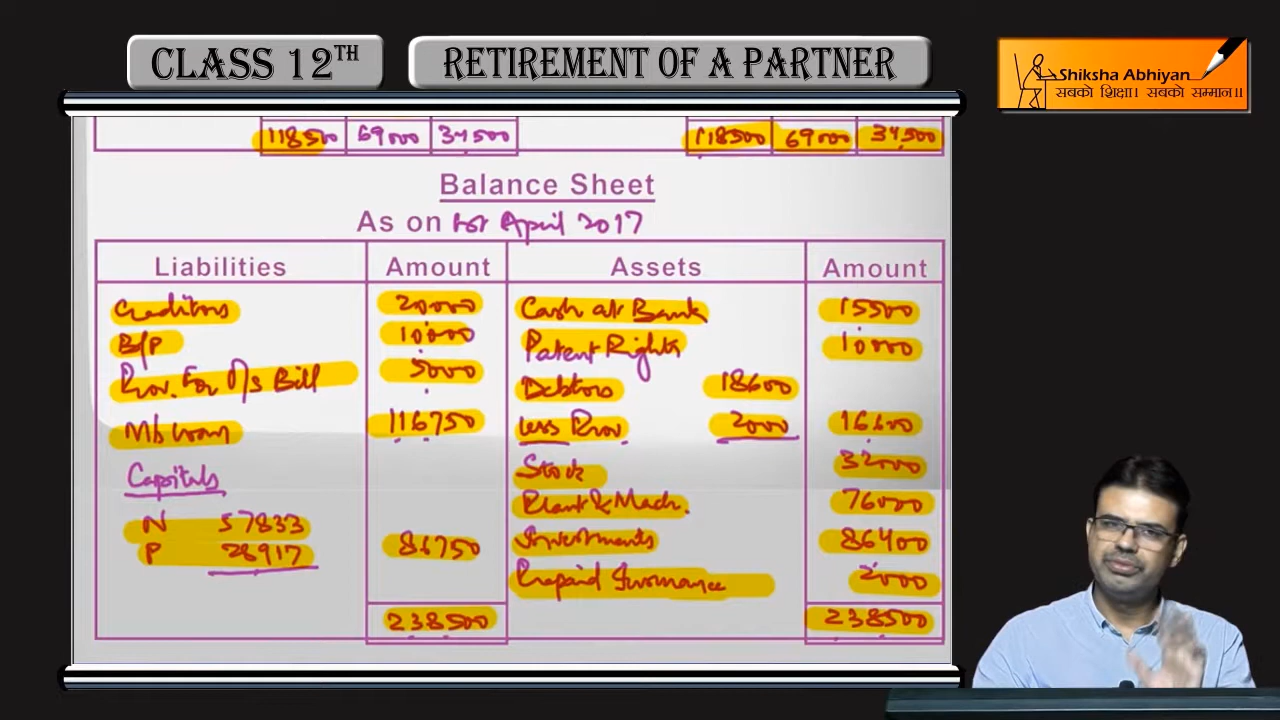 CLASS 12TH
RETIREMENT OF A PARTNER
Shiksha Abhiyan
सबको शिक्षा। सबको सम्मान।।
118500 69000 34500 118500 69000 34,500
Balance Sheet
As on 1st April 2017
Liabilities Amount Assets Amount
Creditors 20000 Cash at Bank 15500
B/P 10000 Patent Rights 10000
Prov. For D/s Bill 5000 Debtors 18600
M's Loan 116750 less Prov. 2000 16600
Capitals Stock 32000
Plant & Mach. 76000
N 57833
P 28917 86750 Investments 86400
Prepaid Insurance 2000
238500 238500